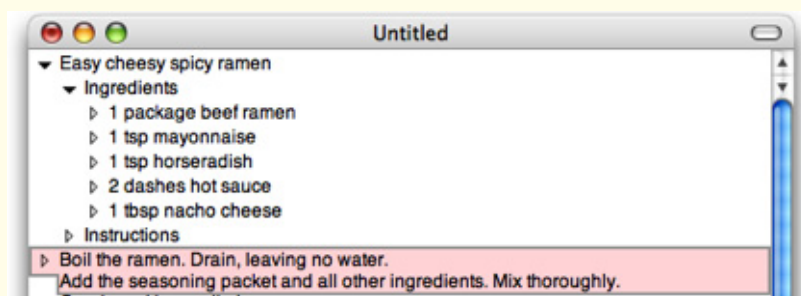 Untitled
Easy cheesy spicy ramen
Ingredients
1 package beef ramen
1 tsp mayonnaise
1 tsp horseradish
2 dashes hot sauce
1 tbsp nacho cheese
Instructions
Boil the ramen. Drain, leaving no water.
Add the seasoning packet and all other ingredients. Mix thoroughly.